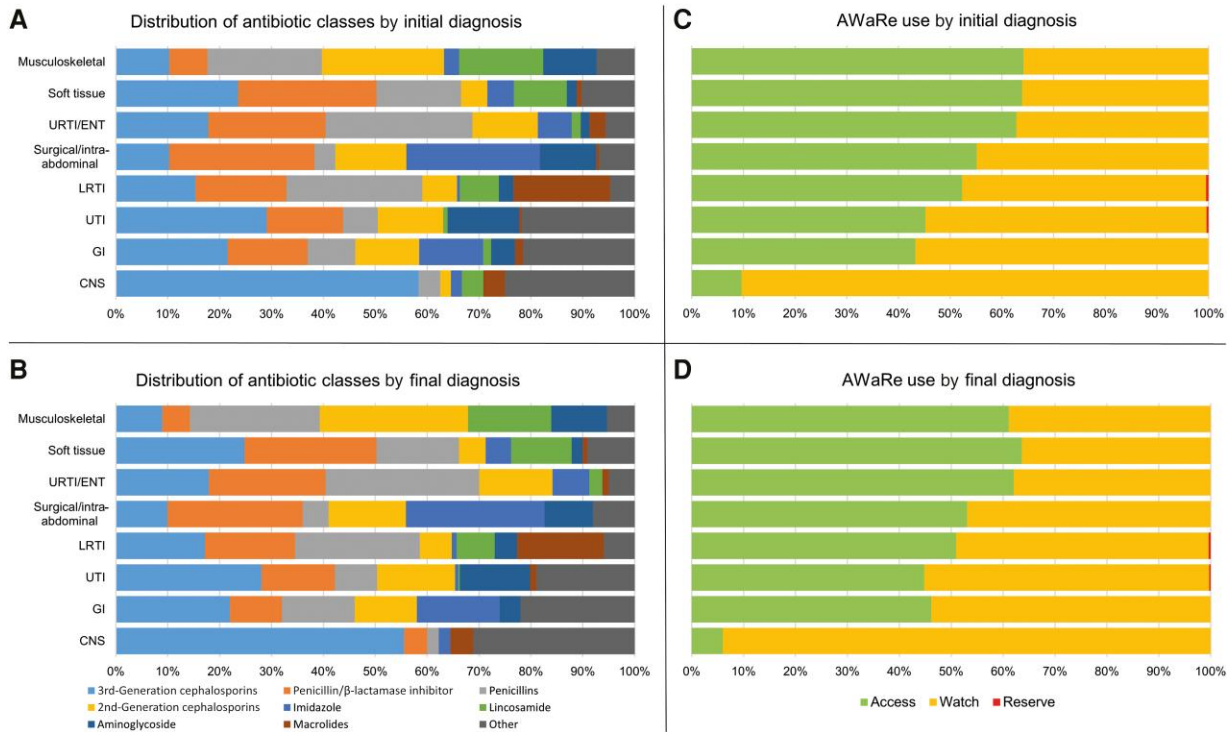 A
Distribution of antibiotic classes by initial diagnosis
Musculoskeletal
Soft tissue
URTI/ENT
Surgical/intra-
abdominal
LRTI
UTI
GI
CNS
0% 10% 20% 30% 40% 50% 60% 70% 80% 90% 100%
C
AWaRe use by initial diagnosis
0% 10% 20% 30% 40% 50% 60% 70% 80% 90% 100%
B
Distribution of antibiotic classes by final diagnosis
Musculoskeletal
Soft tissue
URTI/ENT
Surgical/intra-
abdominal
LRTI
UTI
GI
CNS
0% 10% 20% 30% 40% 50% 60% 70% 80% 90% 100%
3rd-Generation cephalosporins Penicillin/β-lactamase inhibitor Penicillins
2nd-Generation cephalosporins Imidazole Lincosamide
Aminoglycoside Macrolides Other
D
AWaRe use by final diagnosis
0% 10% 20% 30% 40% 50% 60% 70% 80% 90% 100%
Access Watch Reserve